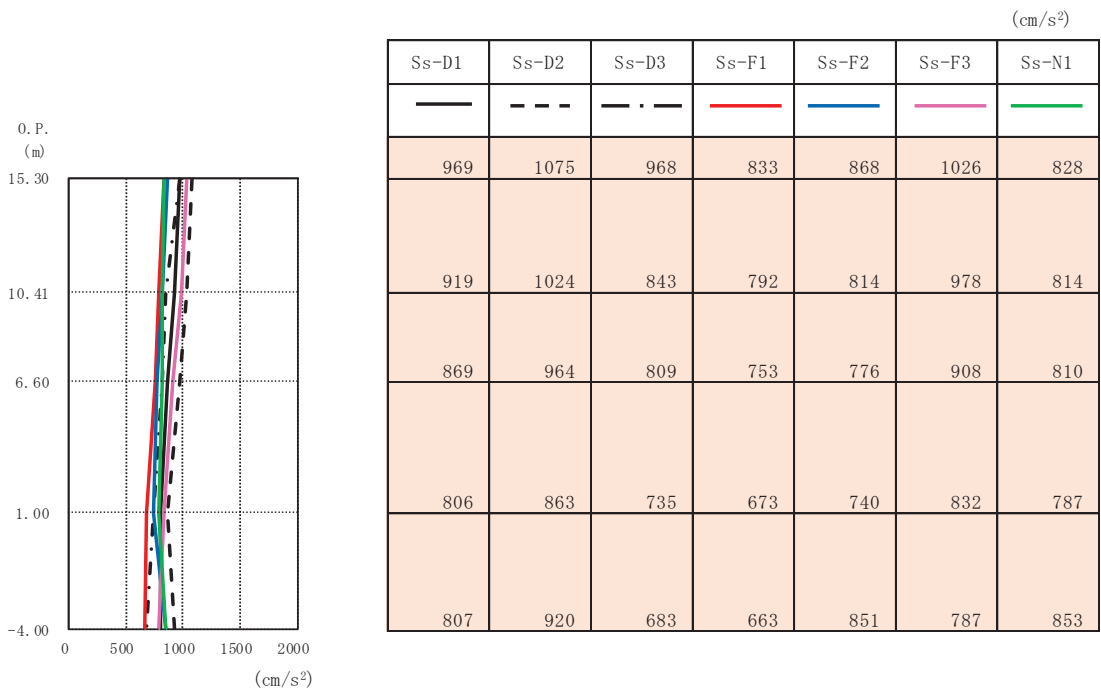 (cm/s²)
Ss-D1 Ss-D2 Ss-D3 Ss-F1 Ss-F2 Ss-F3 Ss-N1
O.P.
(m)
969 1075 968 833 868 1026 828
15.30
919 1024 843 792 814 978 814
10.41
869 964 809 753 776 908 810
6.60
806 863 735 673 740 832 787
1.00
807 920 683 663 851 787 853
-4.00
0 500 1000 1500 2000
(cm/s²)